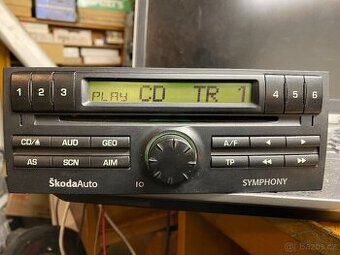 PLAY CD TR 1
1 2 3
4 5 6
CD/⏏ AUD GEO
A/F ◀◀ ▶▶
AS SCN AIM
TP ◀◀ ▶▶
ŠkodaAuto
IO
SYMPHONY